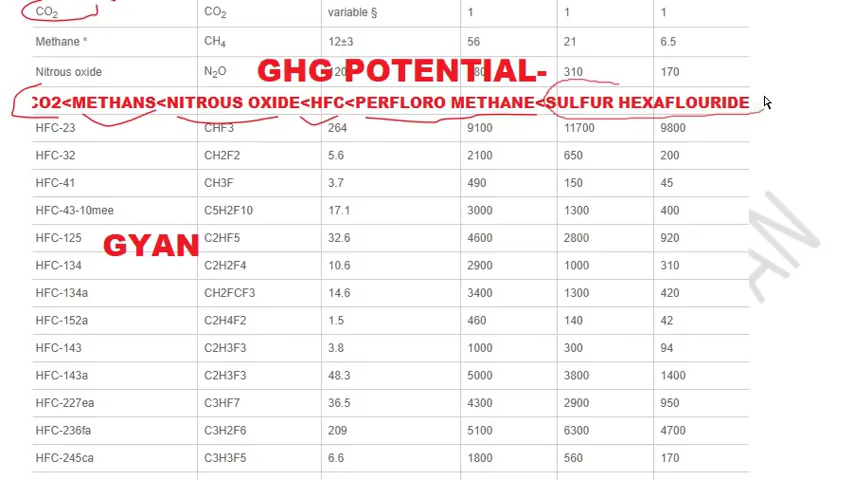 CO2 CO2 variable § 1 1 1
Methane * CH4 12±3 56 21 6.5
GHG POTENTIAL-
Nitrous oxide N2O 120 280 310 170
CO2<METHANS<NITROUS OXIDE<HFC<PERFLORO METHANE<SULFUR HEXAFLOURIDE
HFC-23 CHF3 264 9100 11700 9800
HFC-32 CH2F2 5.6 2100 650 200
HFC-41 CH3F 3.7 490 150 45
HFC-43-10mee C5H2F10 17.1 3000 1300 400
HFC-125 C2HF5 32.6 4600 2800 920
GYAN
HFC-134 C2H2F4 10.6 2900 1000 310
HFC-134a CH2FCF3 14.6 3400 1300 420
HFC-152a C2H4F2 1.5 460 140 42
HFC-143 C2H3F3 3.8 1000 300 94
HFC-143a C2H3F3 48.3 5000 3800 1400
HFC-227ea C3HF7 36.5 4300 2900 950
HFC-236fa C3H2F6 209 5100 6300 4700
HFC-245ca C3H3F5 6.6 1800 560 170